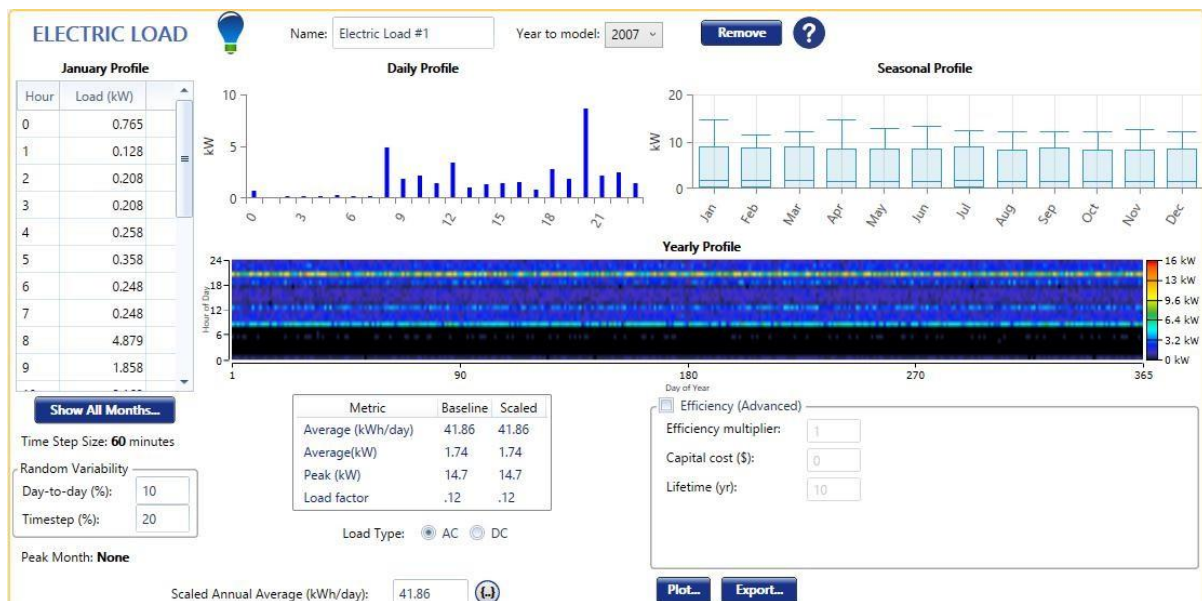 ELECTRIC LOAD
Name: Electric Load #1 Year to model: 2007 Remove ?
January Profile
Hour Load (kW)
0 0.765
1 0.128
2 0.208
3 0.208
4 0.258
5 0.358
6 0.248
7 0.248
8 4.879
9 1.858
Show All Months...
Time Step Size: 60 minutes
Random Variability
Day-to-day (%): 10
Timestep (%): 20
Peak Month: None
Daily Profile
kW
10
5
0
0 3 6 9 12 15 18 21
Seasonal Profile
kW
20
10
0
Jan Feb Mar Apr May Jun Jul Aug Sep Oct Nov Dec
Yearly Profile
Hour of Day
24
18
12
6
0
1 90 180 270 365
Day of Year
16 kW
13 kW
9.6 kW
6.4 kW
3.2 kW
0 kW
Metric Baseline Scaled
Average (kWh/day) 41.86 41.86
Average(kW) 1.74 1.74
Peak (kW) 14.7 14.7
Load factor .12 .12
Load Type: AC DC
Scaled Annual Average (kWh/day): 41.86 {..}
Efficiency (Advanced)
Efficiency multiplier: 1
Capital cost ($): 0
Lifetime (yr): 10
Plot... Export...